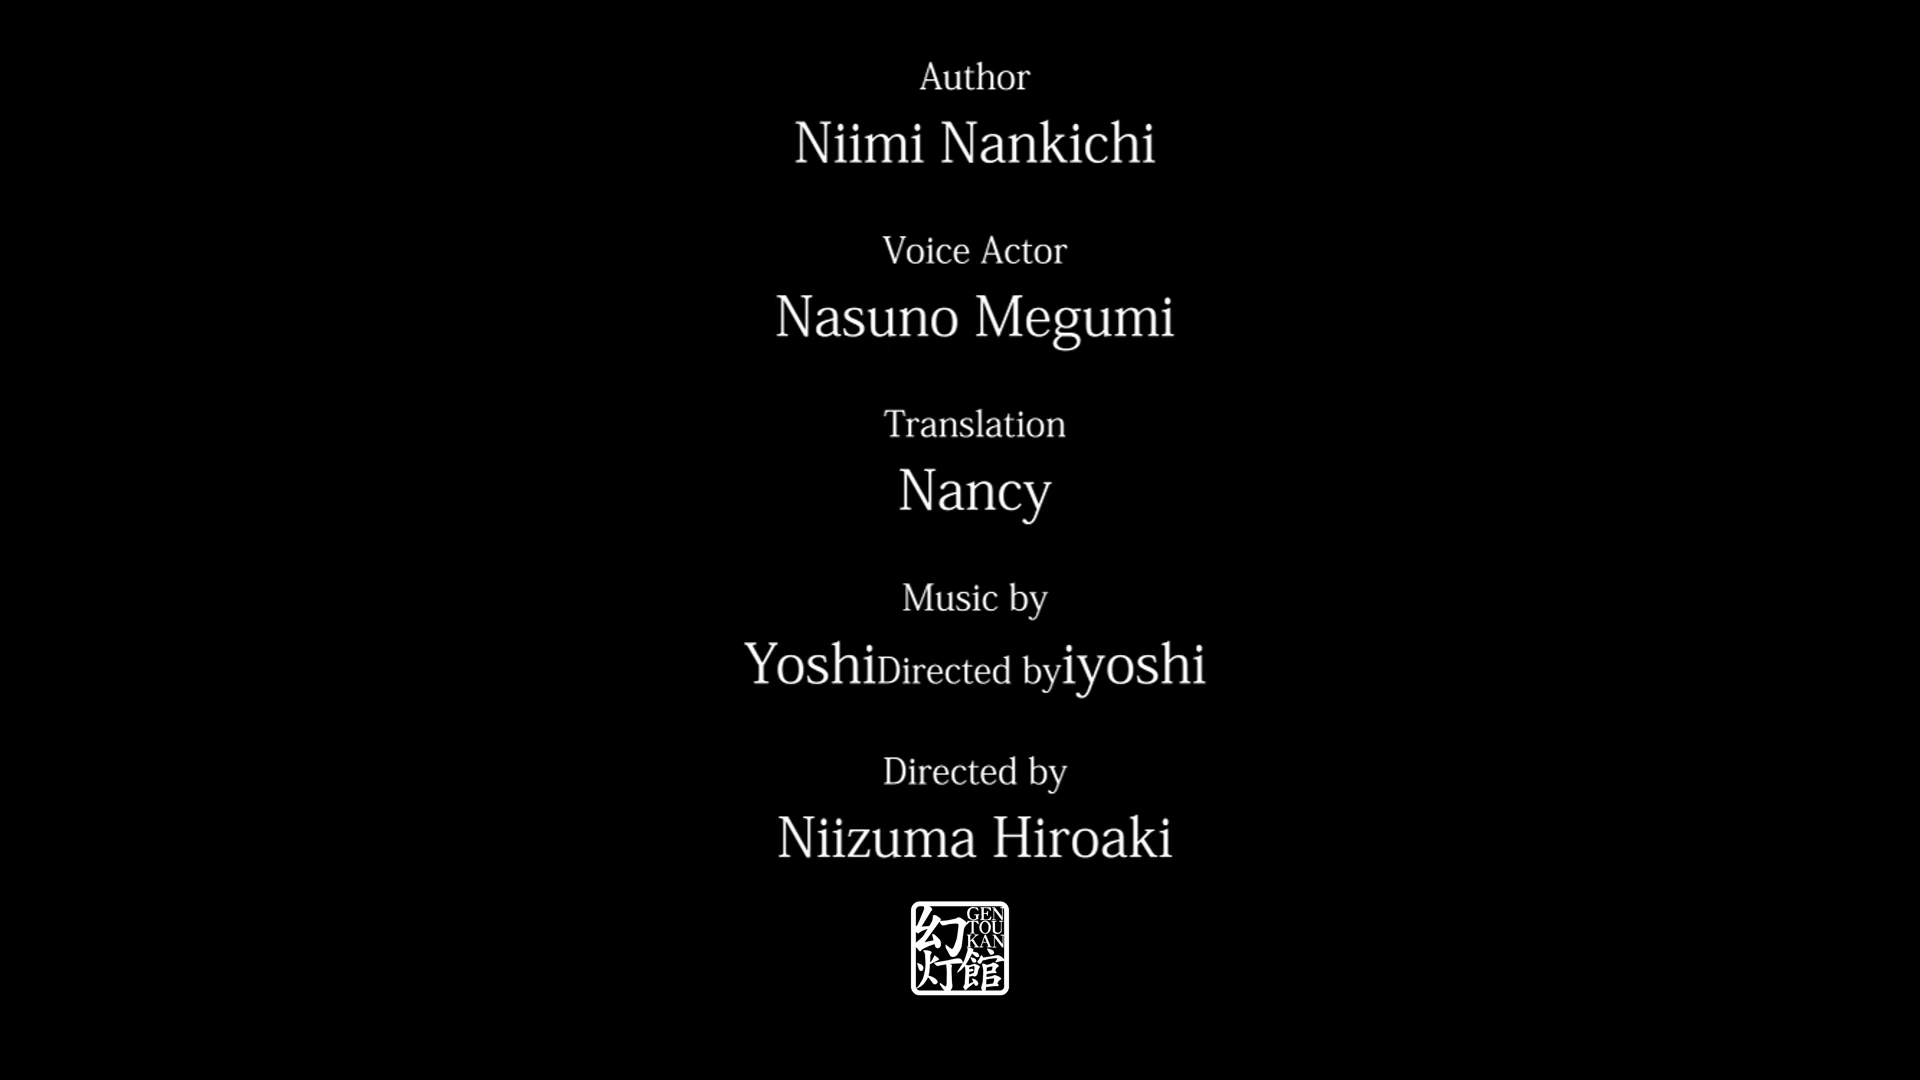 Author
Niimi Nankichi
Voice Actor
Nasuno Megumi
Translation
Nancy
Music by
YoshiDirected byiyoshi
Directed by
Niizuma Hiroaki
幻灯館
GEN
TOU
KAN